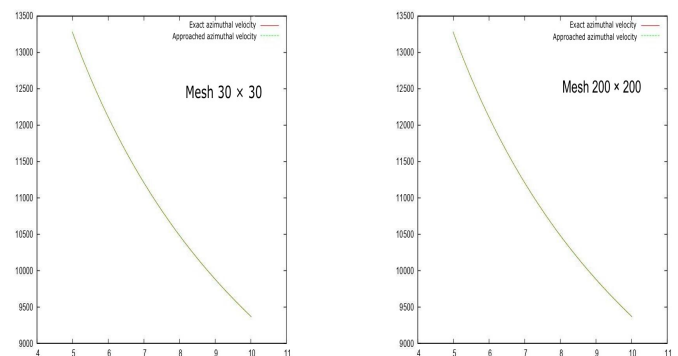 13500
13000
12500
12000
11500
11000
10500
10000
9500
9000
4 5 6 7 8 9 10 11
Exact azimuthal velocity
Approached azimuthal velocity
Mesh 30 × 30
13500
13000
12500
12000
11500
11000
10500
10000
9500
9000
4 5 6 7 8 9 10 11
Exact azimuthal velocity
Approached azimuthal velocity
Mesh 200 × 200